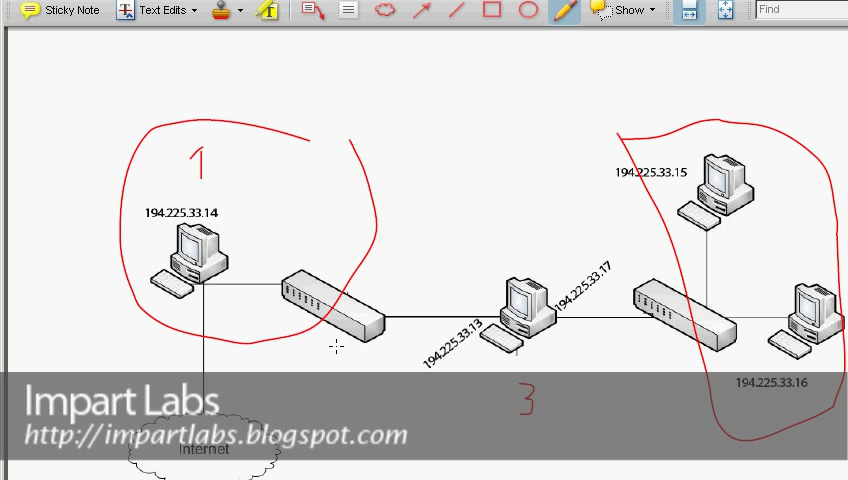 Sticky Note Text Edits Show Find
1
194.225.33.15
194.225.33.14
194.225.33.17
194.225.33.13
194.225.33.16
3
Impart Labs
http://impartlabs.blogspot.com
Internet